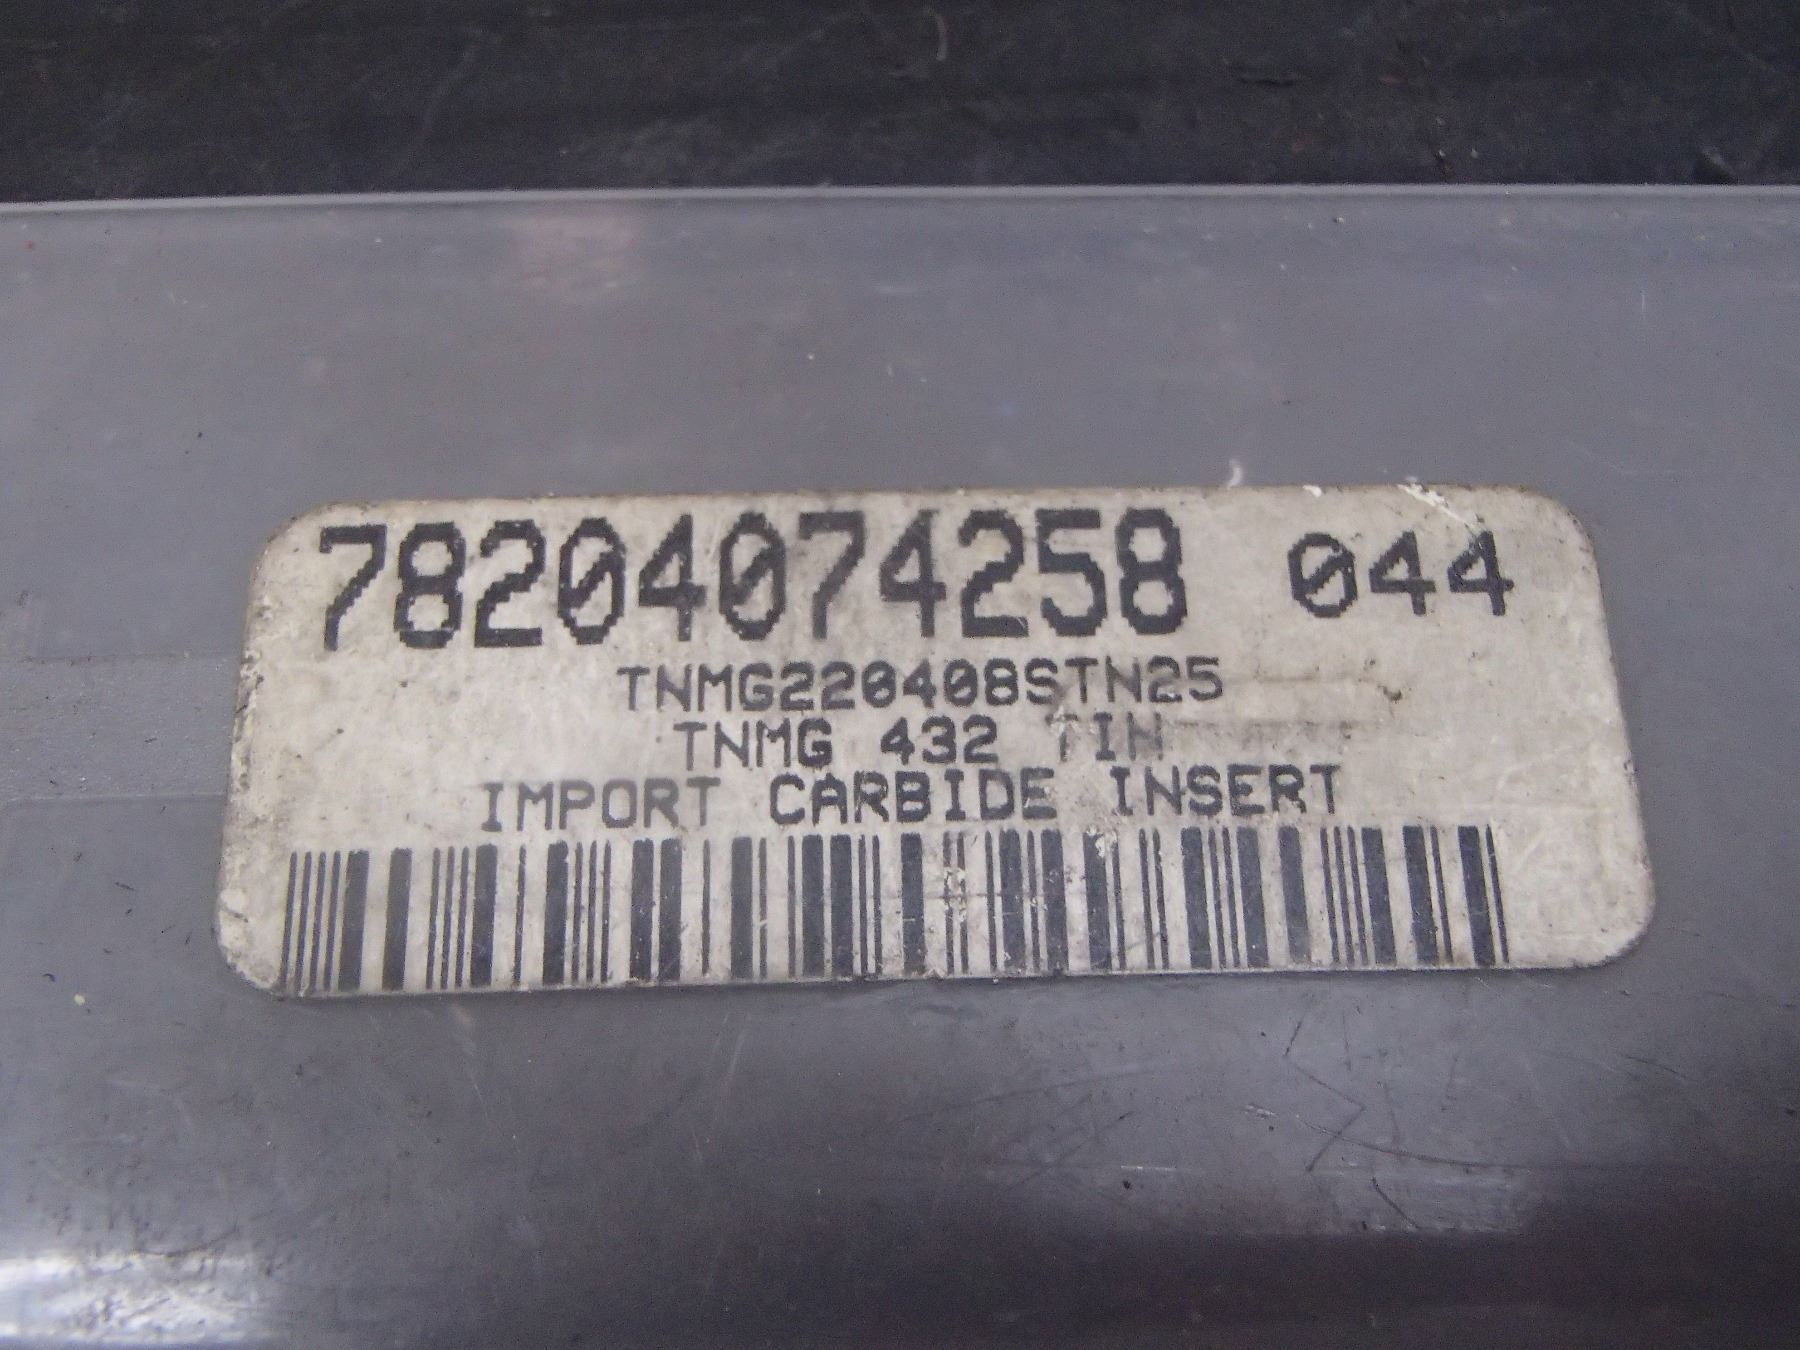 78204074258 044
TNMG220408STN25
TNMG 432 TIN
IMPORT CARBIDE INSERT